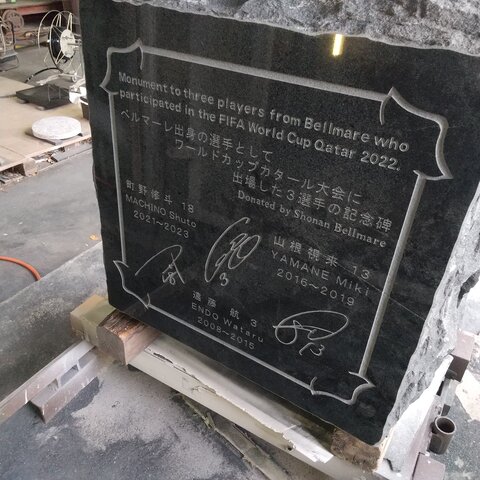 Monument to three players from Bellmare who
participated in the FIFA World Cup Qatar 2022.
ベルマーレ出身の選手として
ワールドカップカタール大会に
出場した3選手の記念碑
Donated by Shonan Bellmare
町野修斗 18
MACHINO Shuto
2021〜2023
山根視来 13
YAMANE Miki
2016〜2019
遠藤 航 3
ENDO Wataru
2008〜2015
3
13